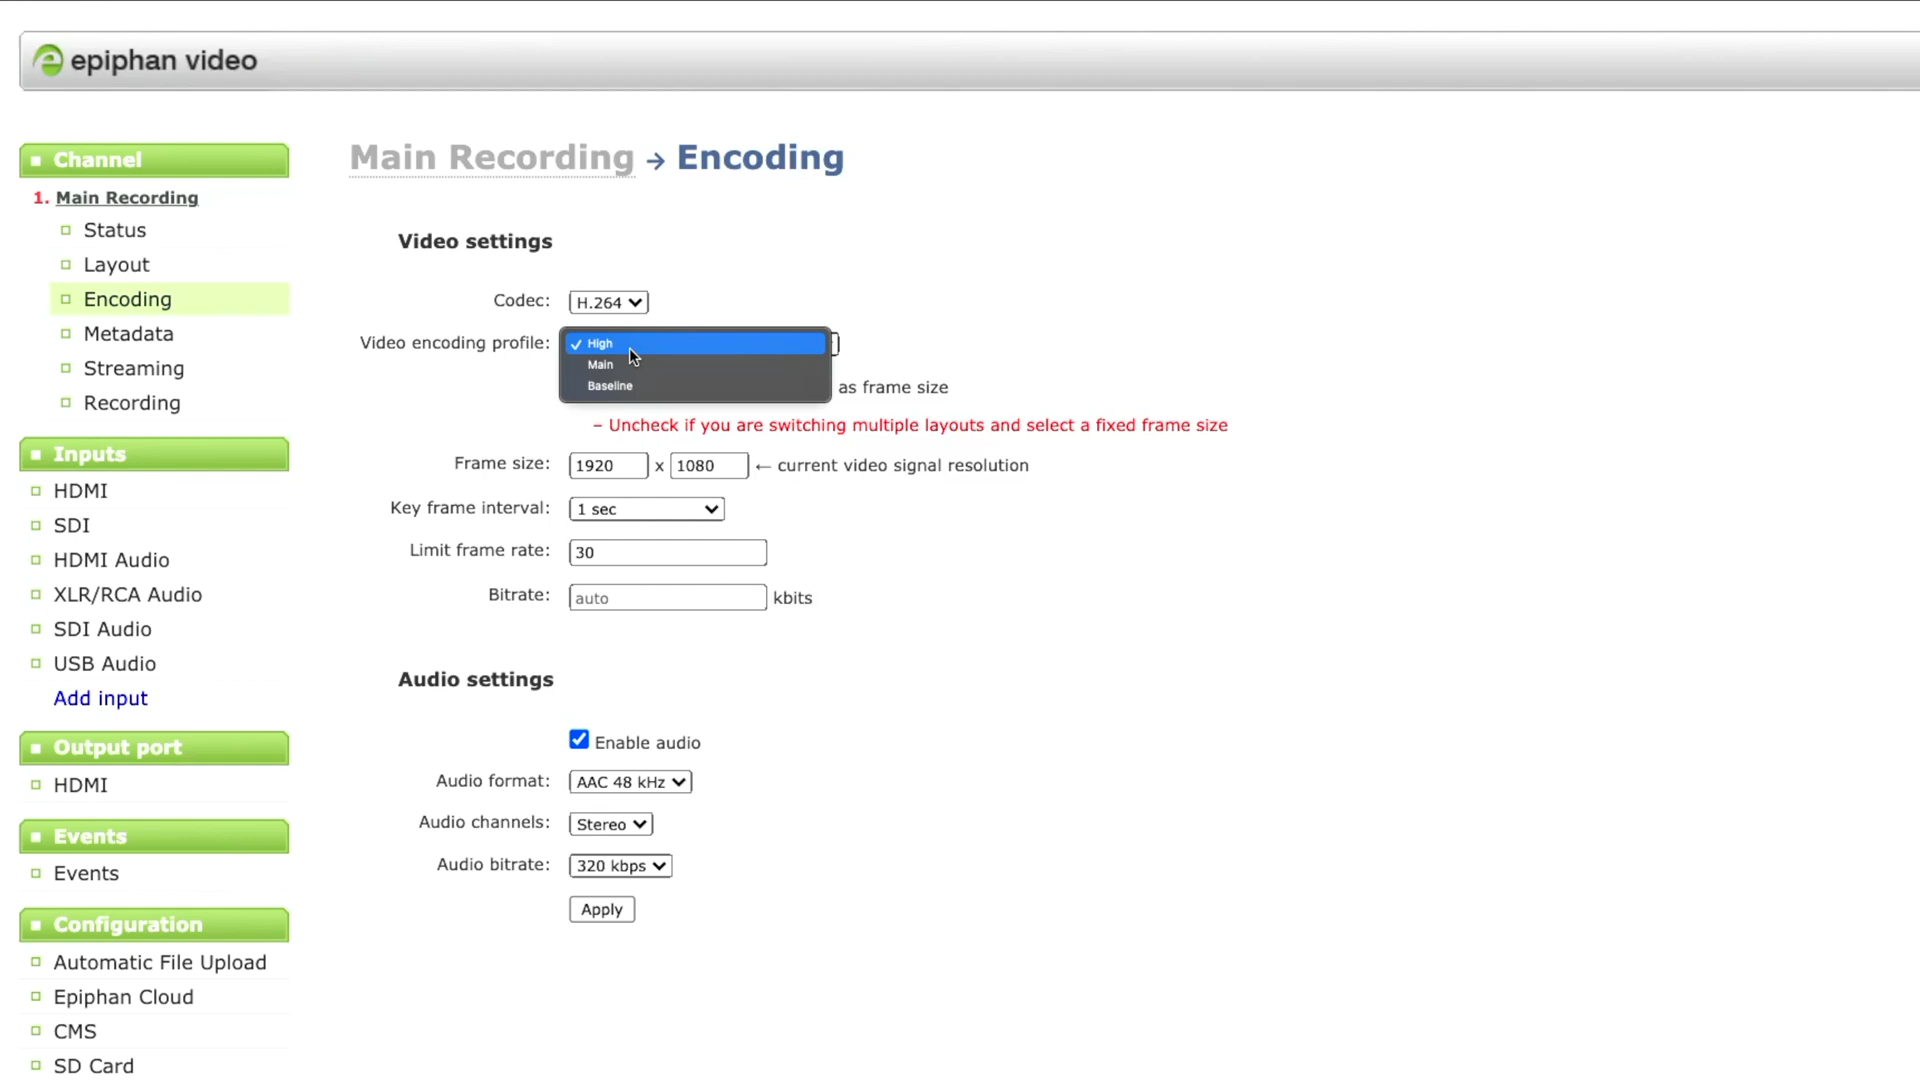 epiphan video
Channel
1. Main Recording
Status
Layout
Encoding
Metadata
Streaming
Recording
Inputs
HDMI
SDI
HDMI Audio
XLR/RCA Audio
SDI Audio
USB Audio
Add input
Output port
HDMI
Events
Events
Configuration
Automatic File Upload
Epiphan Cloud
CMS
SD Card
Main Recording → Encoding
Video settings
Codec: H.264
Video encoding profile: ✓ High
Main
Baseline
as frame size
– Uncheck if you are switching multiple layouts and select a fixed frame size
Frame size: 1920 x 1080 ← current video signal resolution
Key frame interval: 1 sec
Limit frame rate: 30
Bitrate: auto kbits
Audio settings
Enable audio
Audio format: AAC 48 kHz
Audio channels: Stereo
Audio bitrate: 320 kbps
Apply